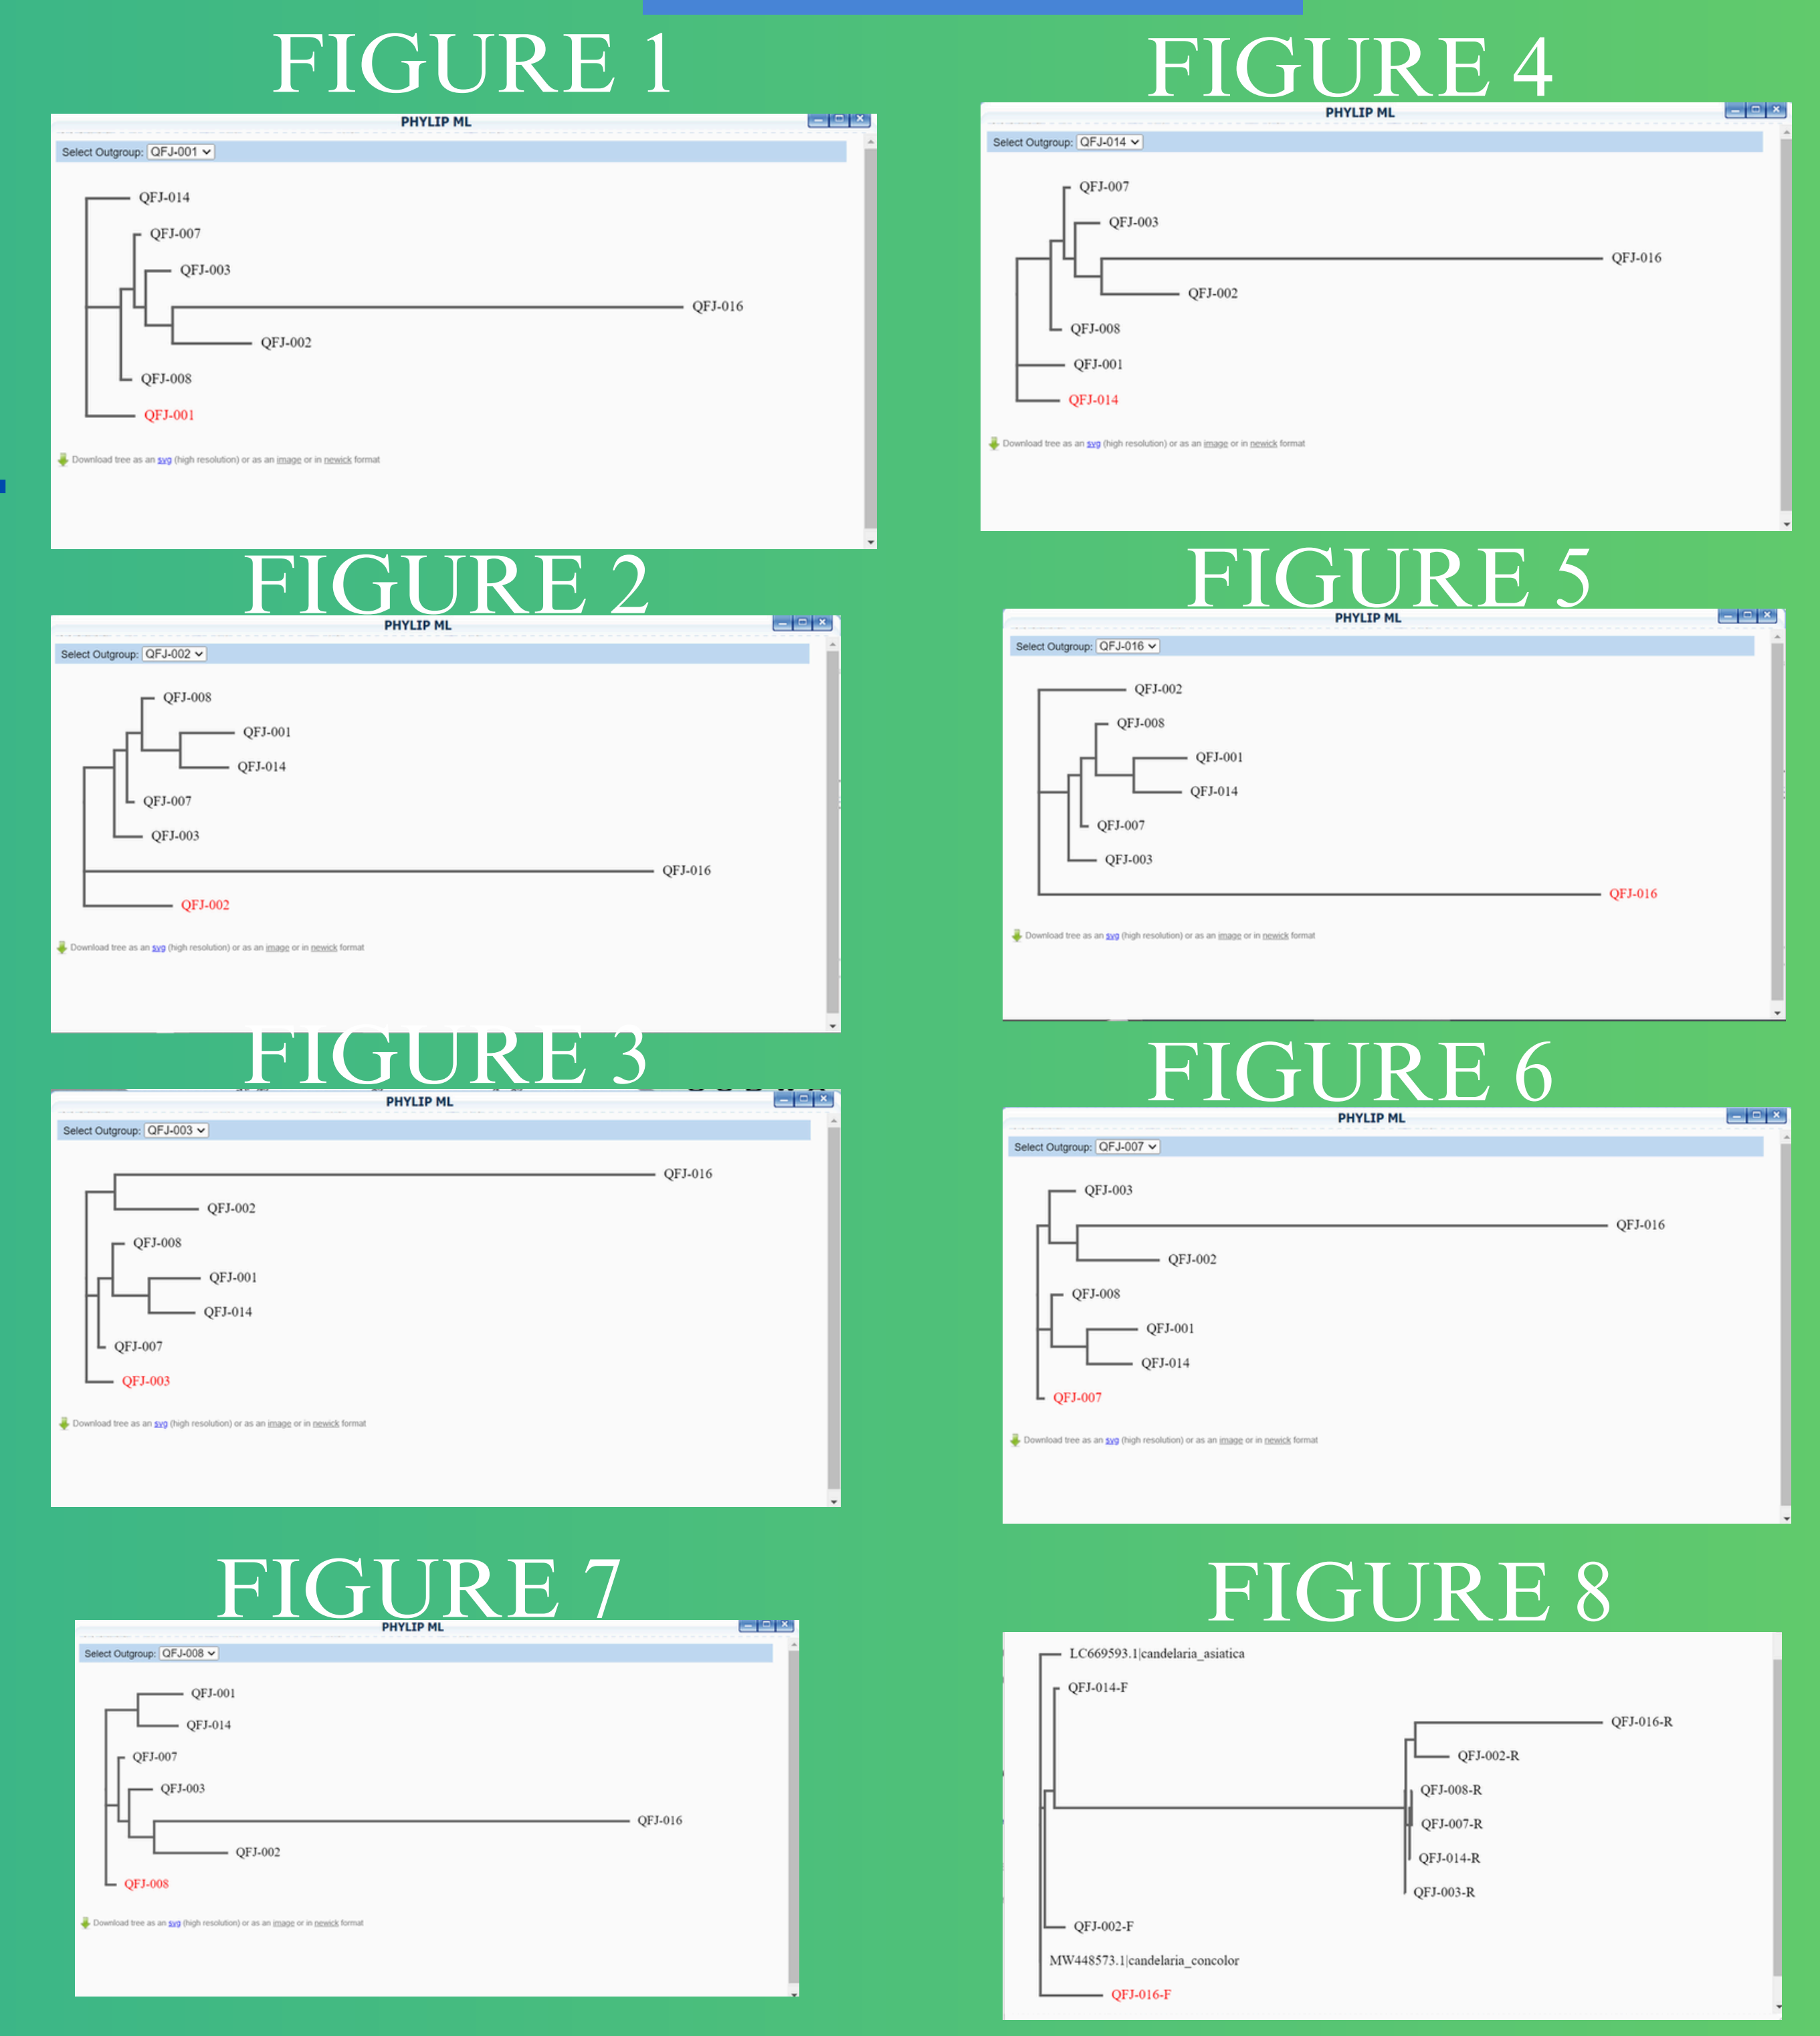 FIGURE 1
PHYLIP ML
Select Outgroup: QFJ-001
QFJ-014
QFJ-007
QFJ-003
QFJ-016
QFJ-002
QFJ-008
QFJ-001
Download tree as an svg (high resolution) or as an image or in newick format
FIGURE 2
PHYLIP ML
Select Outgroup: QFJ-002
QFJ-008
QFJ-001
QFJ-014
QFJ-007
QFJ-003
QFJ-016
QFJ-002
Download tree as an svg (high resolution) or as an image or in newick format
FIGURE 3
PHYLIP ML
Select Outgroup: QFJ-003
QFJ-016
QFJ-002
QFJ-008
QFJ-001
QFJ-014
QFJ-007
QFJ-003
Download tree as an svg (high resolution) or as an image or in newick format
FIGURE 4
PHYLIP ML
Select Outgroup: QFJ-014
QFJ-007
QFJ-003
QFJ-016
QFJ-002
QFJ-008
QFJ-001
QFJ-014
Download tree as an svg (high resolution) or as an image or in newick format
FIGURE 5
PHYLIP ML
Select Outgroup: QFJ-016
QFJ-002
QFJ-008
QFJ-001
QFJ-014
QFJ-007
QFJ-003
QFJ-016
Download tree as an svg (high resolution) or as an image or in newick format
FIGURE 6
PHYLIP ML
Select Outgroup: QFJ-007
QFJ-003
QFJ-016
QFJ-002
QFJ-008
QFJ-001
QFJ-014
QFJ-007
Download tree as an svg (high resolution) or as an image or in newick format
FIGURE 7
PHYLIP ML
Select Outgroup: QFJ-008
QFJ-001
QFJ-014
QFJ-007
QFJ-003
QFJ-016
QFJ-002
QFJ-008
Download tree as an svg (high resolution) or as an image or in newick format
FIGURE 8
LC669593.1|candelaria_asiatica
QFJ-014-F
QFJ-016-R
QFJ-002-R
QFJ-008-R
QFJ-007-R
QFJ-014-R
QFJ-003-R
QFJ-002-F
MW448573.1|candelaria_concolor
QFJ-016-F